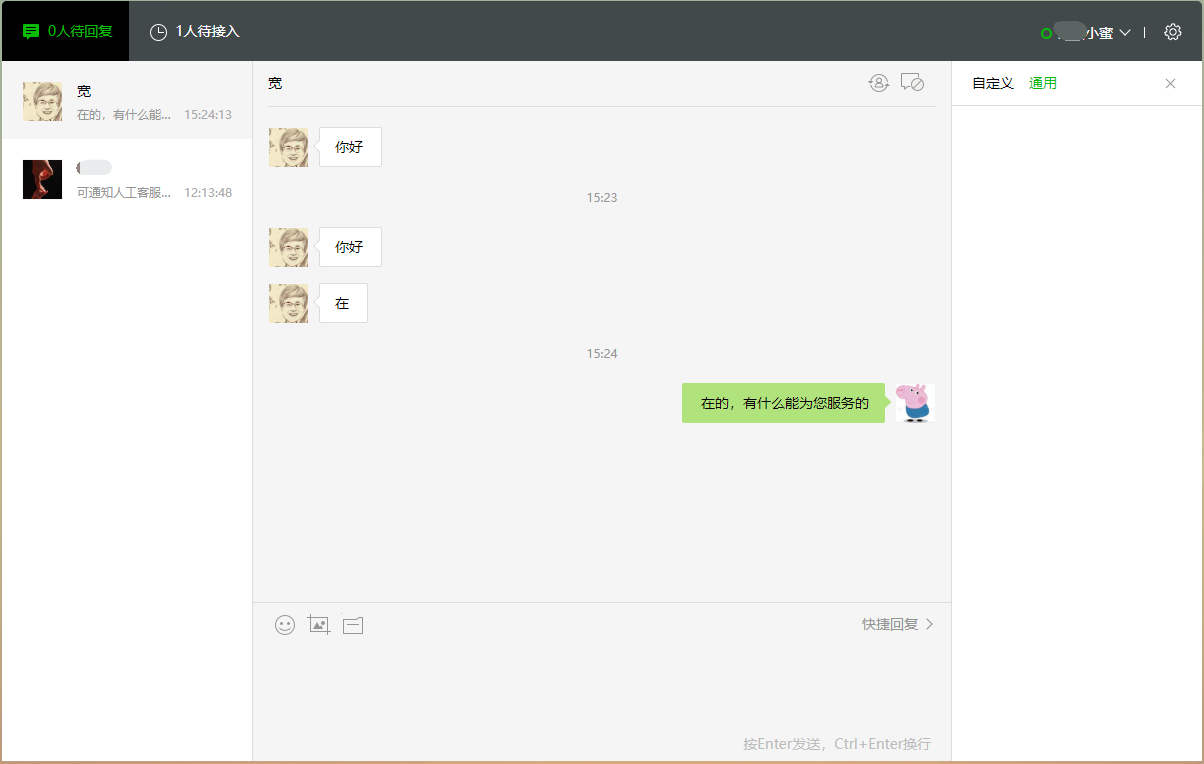 0人待回复
1人待接入
小蜜
宽
在的，有什么能... 15:24:13
可通知人工客服... 12:13:48
宽
你好
15:23
你好
在
15:24
在的，有什么能为您服务的
快捷回复
按Enter发送，Ctrl+Enter换行
自定义 通用